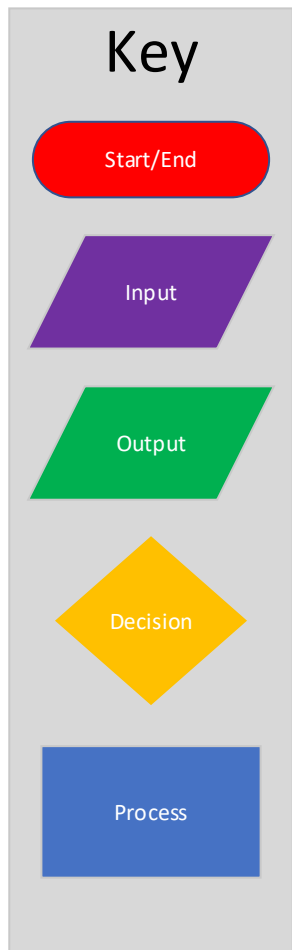 Key
Start/End
Input
Output
Decision
Process